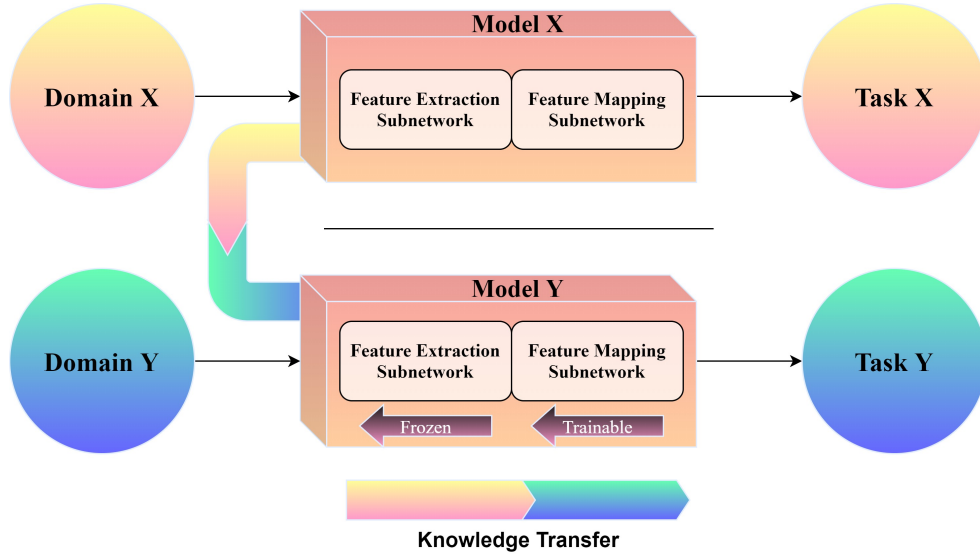 Model X
Domain X
Feature Extraction
Subnetwork
Feature Mapping
Subnetwork
Task X
Model Y
Domain Y
Feature Extraction
Subnetwork
Feature Mapping
Subnetwork
Task Y
Frozen
Trainable
Knowledge Transfer